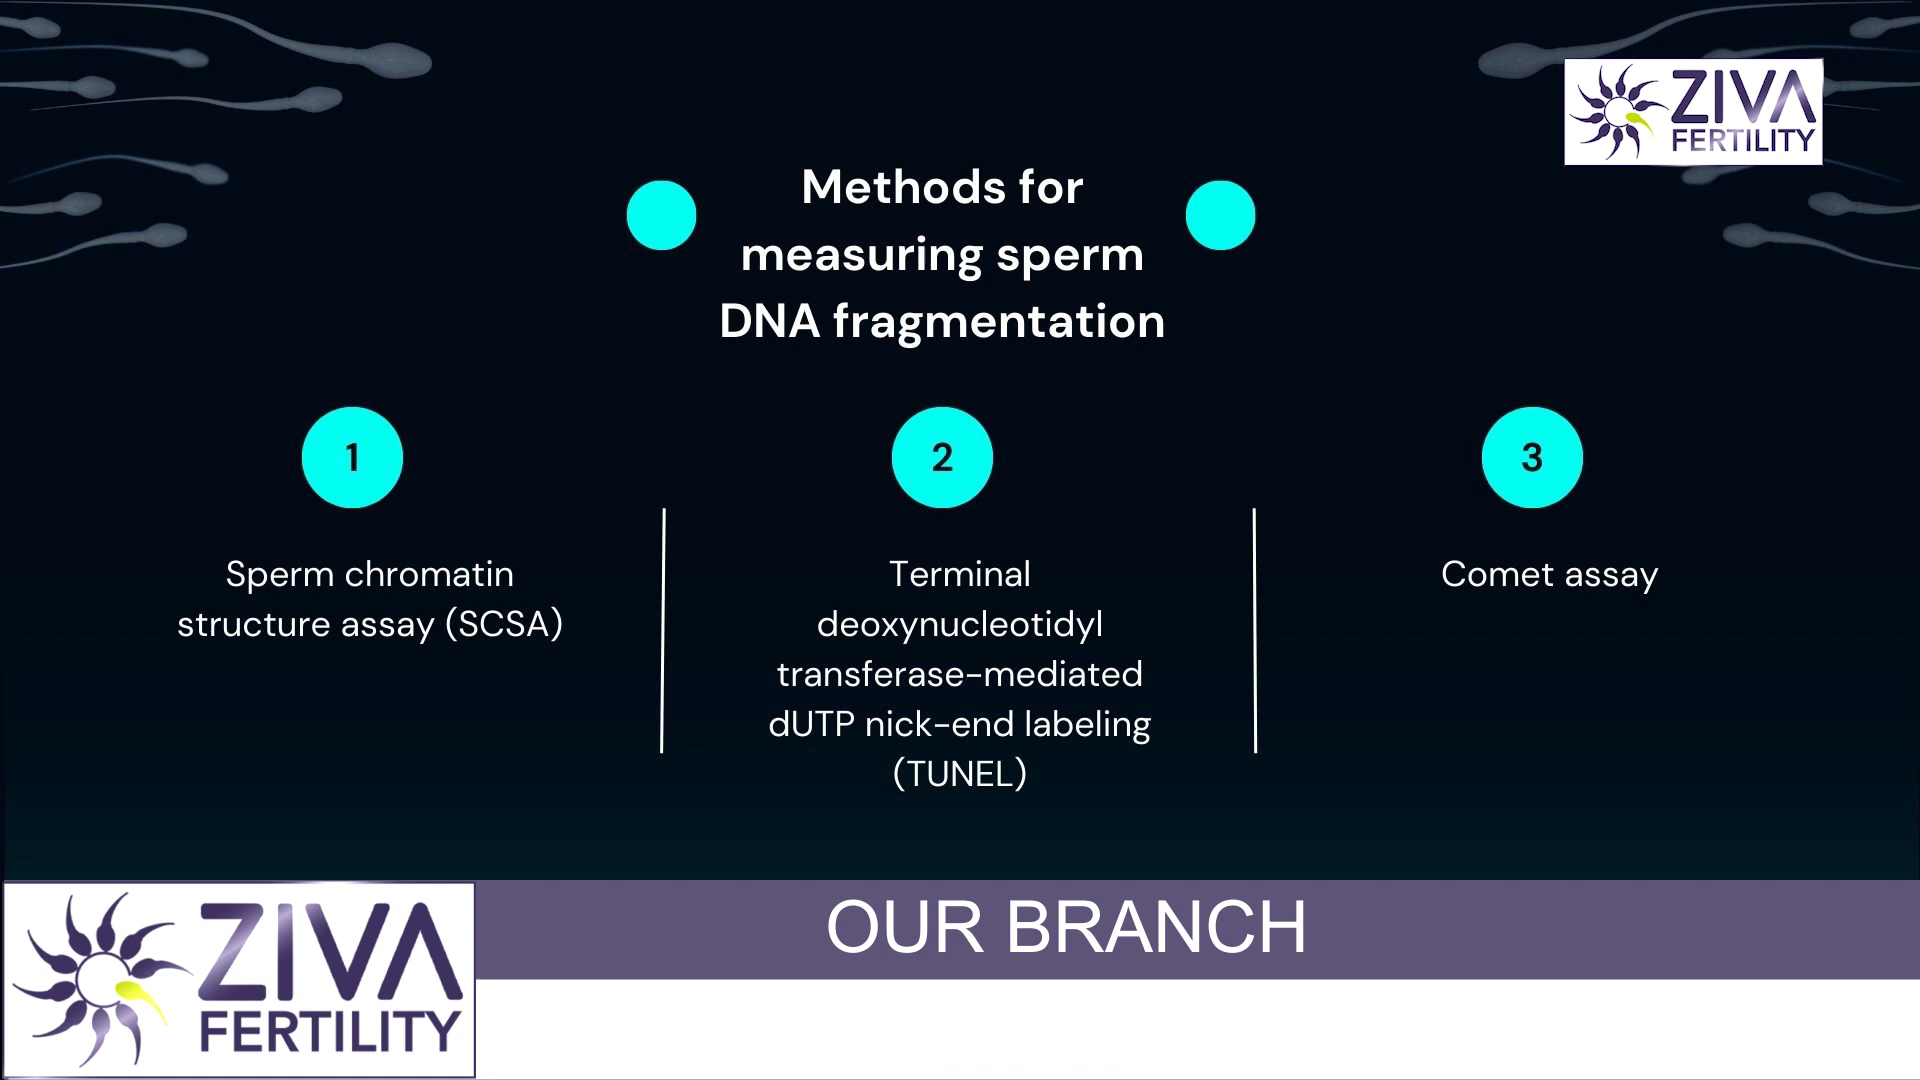 ZIVA
FERTILITY
Methods for
measuring sperm
DNA fragmentation
1
2
3
Sperm chromatin
structure assay (SCSA)
Terminal
deoxynucleotidyl
transferase-mediated
dUTP nick-end labeling
(TUNEL)
Comet assay
ZIVA
FERTILITY
OUR BRANCH